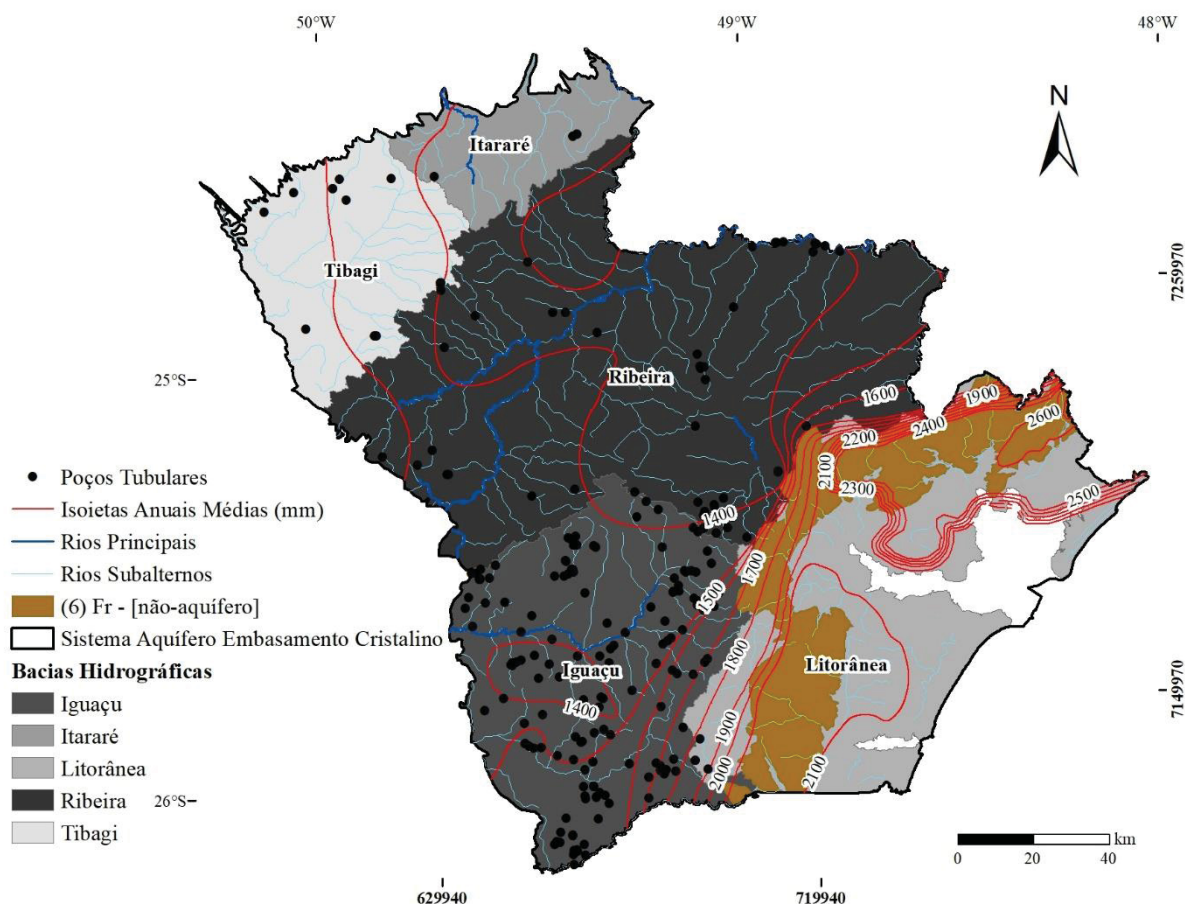 50°W
49°W
48°W
N
Itararé
7259970
Tibagi
25°S
Ribeira
1600
1900
2400
2600
2200
2100
2300
2500
Poços Tubulares
Isoietas Anuais Médias (mm)
Rios Principais
Rios Subalternos
(6) Fr - [não-aquífero]
Sistema Aquífero Embasamento Cristalino
Bacias Hidrográficas
Iguaçu
Itararé
Litorânea
Ribeira
Tibagi
1400
1700
1500
1800
Iguaçu
Litorânea
1400
1900
2000
2100
7149970
26°S
km
0 20 40
629940
719940